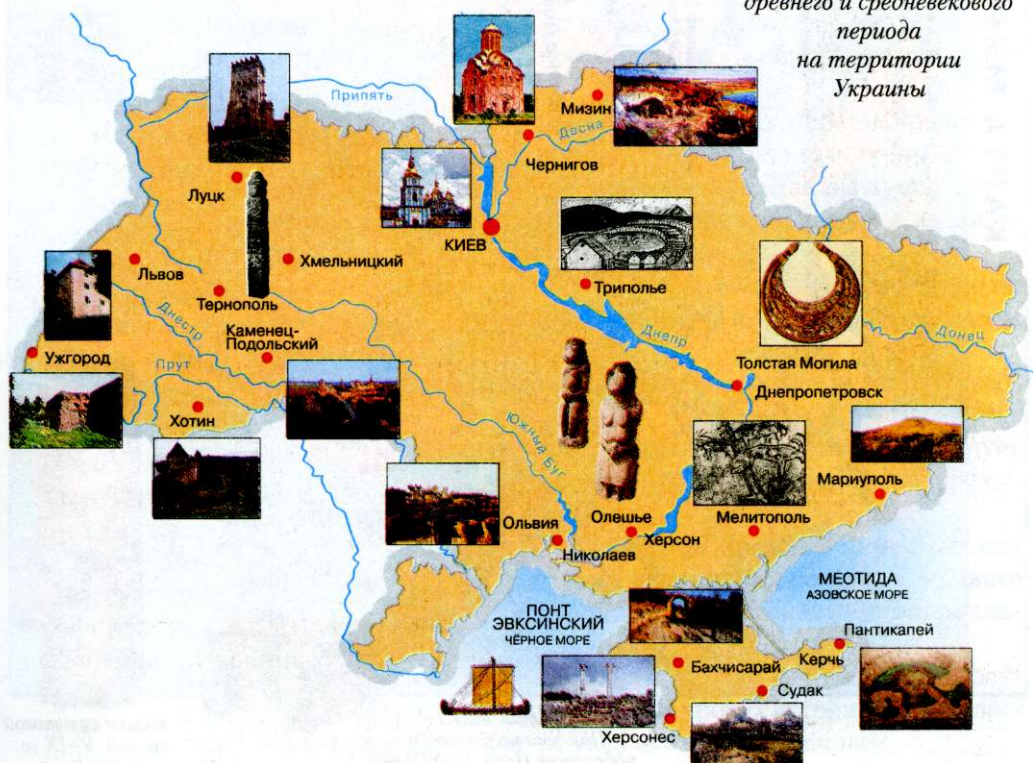 древнего и средневекового
периода
на территории
Украины
Припять
Мизин
Десна
Чернигов
Луцк
КИЕВ
Львов
Хмельницкий
Триполье
Тернополь
Днестр
Каменец-
Подольский
Днепр
Донец
Ужгород
Прут
Толстая Могила
Днепропетровск
Хотин
Южный Буг
Мариуполь
Ольвия
Олешье
Мелитополь
Николаев
Херсон
МЕОТИДА
АЗОВСКОЕ МОРЕ
ПОНТ
ЭВКСИНСКИЙ
ЧЁРНОЕ МОРЕ
Пантикапей
Бахчисарай
Керчь
Судак
Херсонес